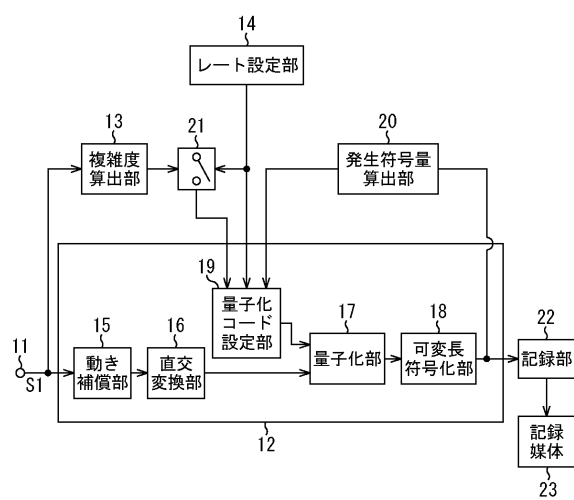 14
レート設定部
13
複雑度
算出部
21
20
発生符号量
算出部
19
量子化
コード
設定部
11
S1
15
動き
補償部
16
直交
変換部
17
量子化部
18
可変長
符号化部
22
記録部
12
記録
媒体
23